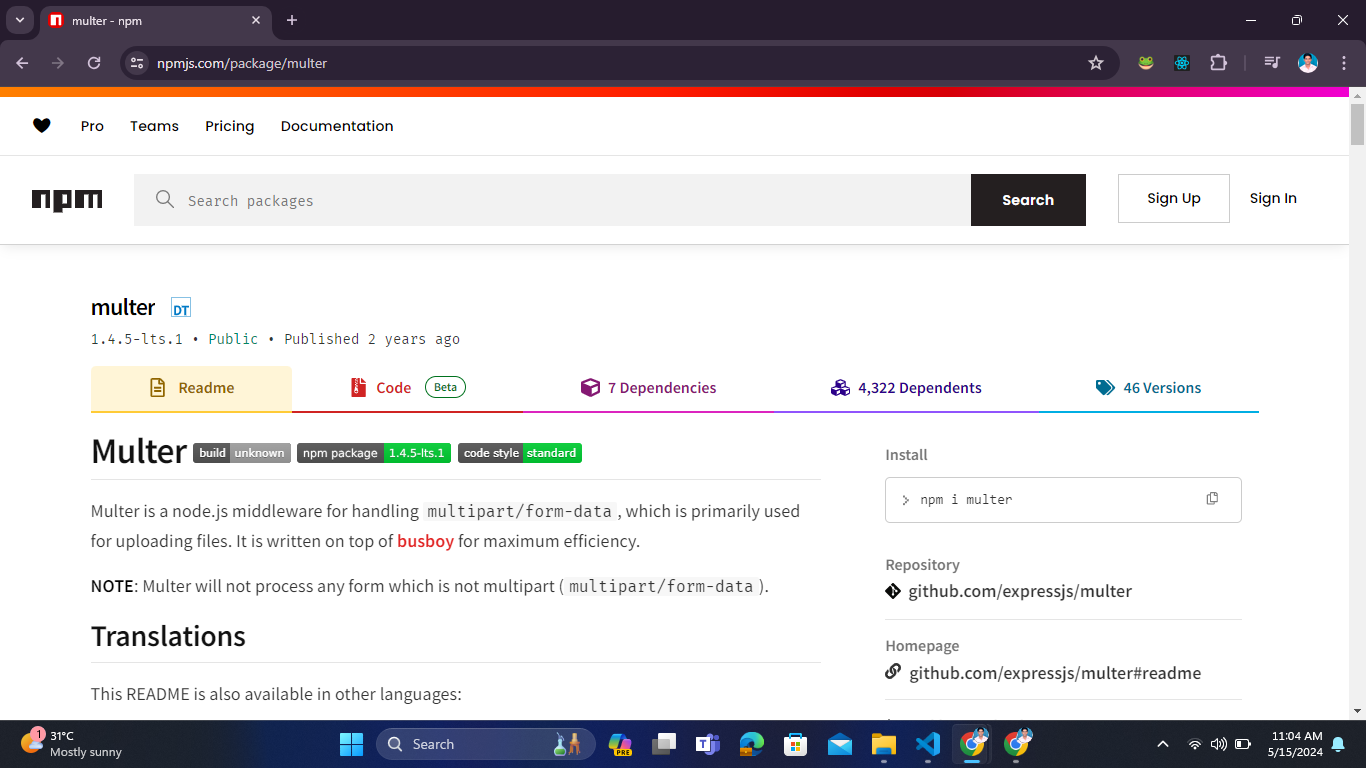 multer - npm
npmjs.com/package/multer
Pro Teams Pricing Documentation
npm
Search packages
Search
Sign Up
Sign In
multer DT
1.4.5-lts.1 • Public • Published 2 years ago
Readme
Code Beta
7 Dependencies
4,322 Dependents
46 Versions
Multer build unknown npm package 1.4.5-lts.1 code style standard
Multer is a node.js middleware for handling multipart/form-data, which is primarily used
for uploading files. It is written on top of busboy for maximum efficiency.
NOTE: Multer will not process any form which is not multipart (multipart/form-data).
Translations
This README is also available in other languages:
Install
> npm i multer
Repository
github.com/expressjs/multer
Homepage
github.com/expressjs/multer#readme
1
31°C
Mostly sunny
Search
PRE
11:04 AM
5/15/2024